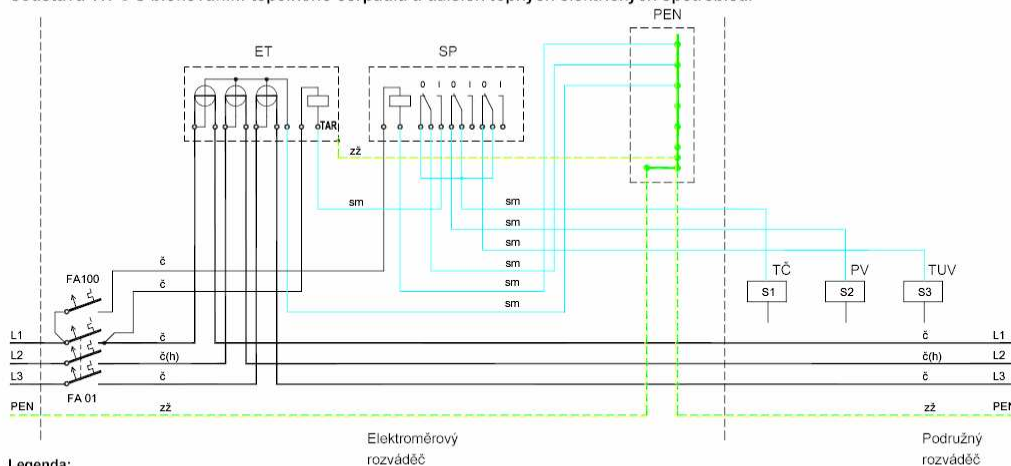 PEN
ET
SP
0 I 0 I 0 I
TAR
zž
sm
sm
sm
sm
sm
sm
sm
č
č
FA100
TČ
PV
TUV
S1
S2
S3
L1
č
č
L1
L2
č(h)
č(h)
L2
L3
č
č
L3
FA 01
PEN
zž
zž
PEN
Elektroměrový
rozváděč
Podružný
rozváděč
Legenda: